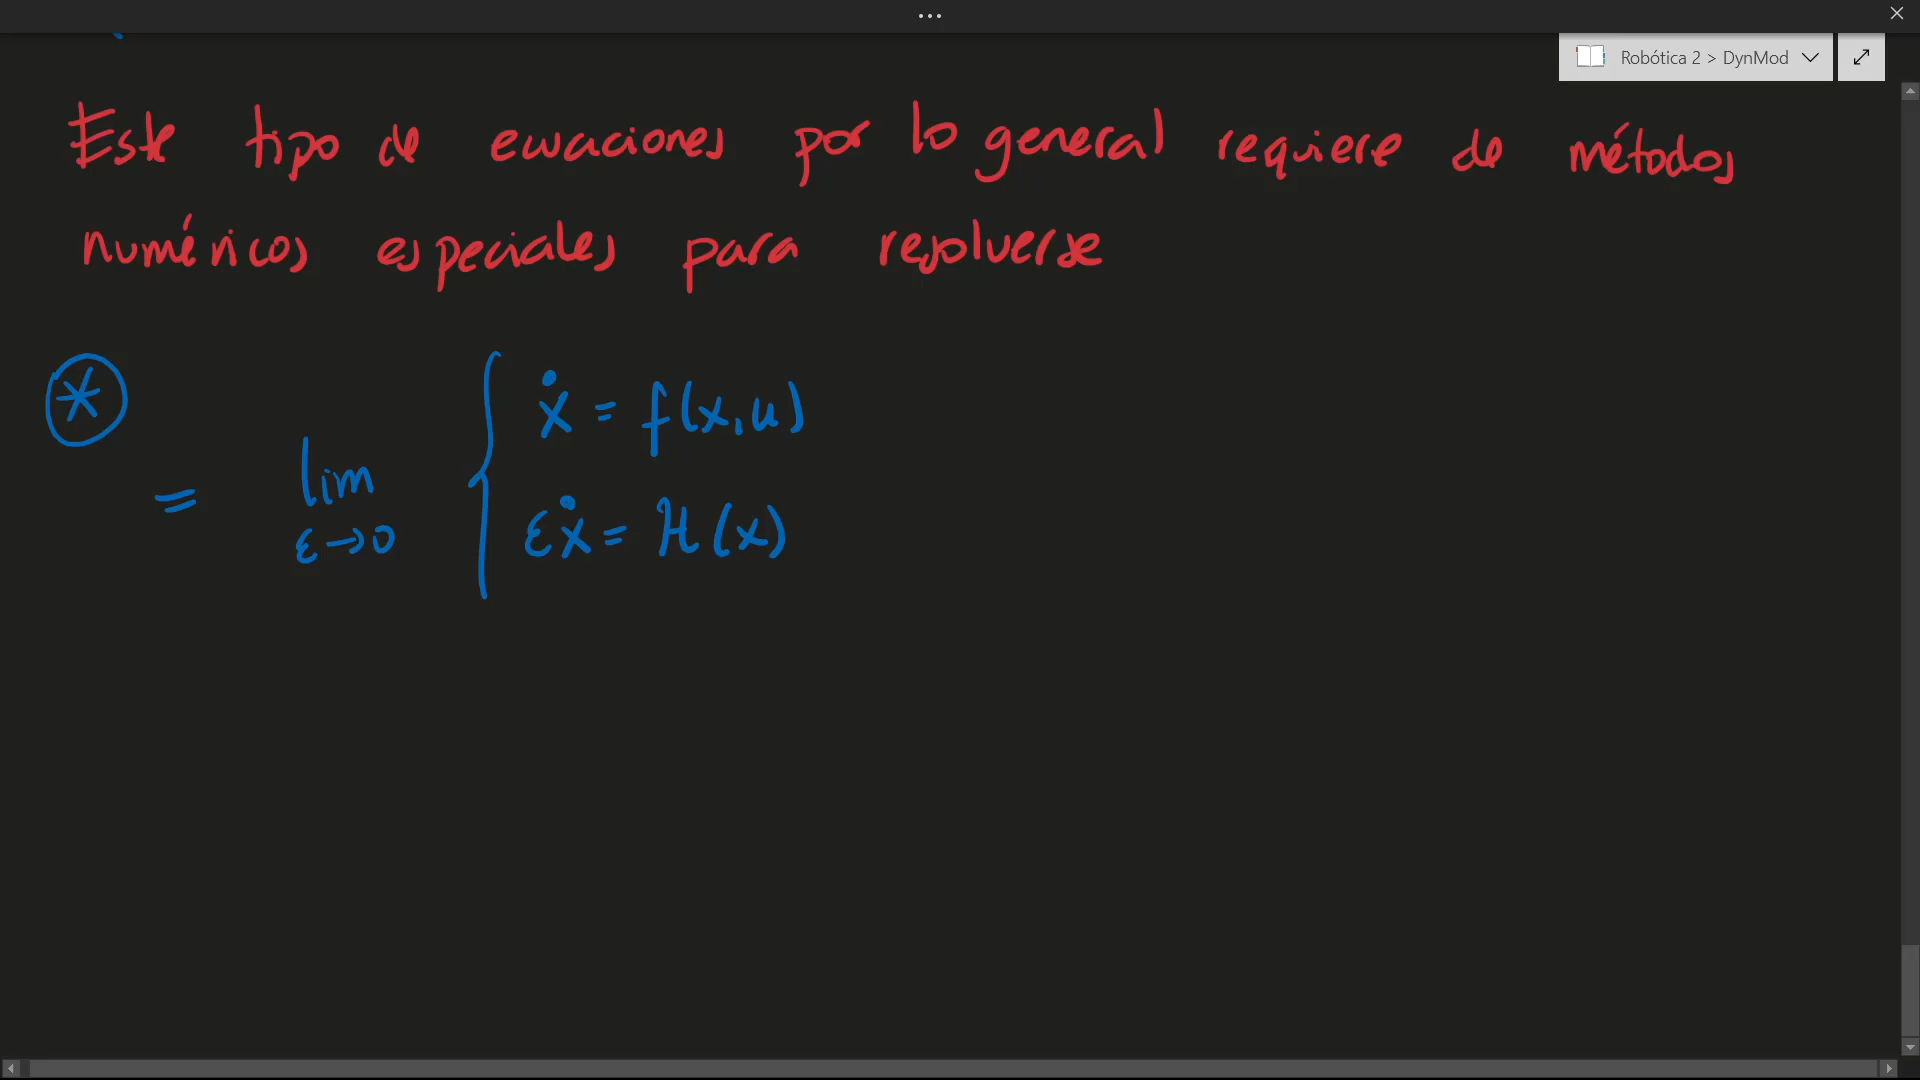 Robótica 2 > DynMod
Este tipo de ecuaciones por lo general requiere de métodos
numéricos especiales para resolverse
*
= lim ε→0 { ẋ = f(x,u)
εẋ = H(x)